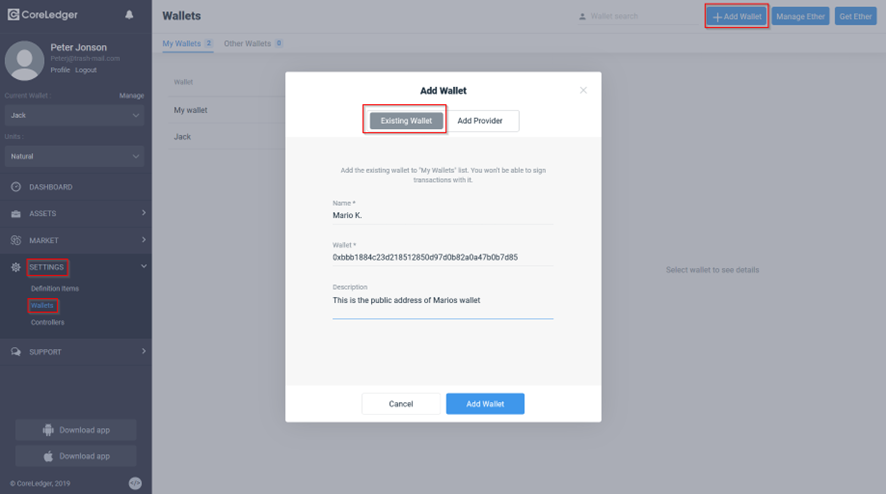 CoreLedger
Peter Jonson
Peterj@trash-mail.com
Profile Logout
Current Wallet
Manage
Jack
Units :
Natural
DASHBOARD
ASSETS
MARKET
SETTINGS
Definition items
Wallets
Controllers
SUPPORT
Download app
Download app
© CoreLedger, 2019
</>
Wallets
Wallet search
+ Add Wallet
Manage Ether
Get Ether
My Wallets 2
Other Wallets 0
Wallet
My wallet
Jack
Select wallet to see details
Add Wallet
Existing Wallet
Add Provider
Add the existing wallet to "My Wallets" list. You won't be able to sign
transactions with it.
Name *
Mario K.
Wallet *
0xbbb1884c23d218512850d97d0b82a0a47b0b7d85
Description
This is the public address of Marios wallet
Cancel
Add Wallet